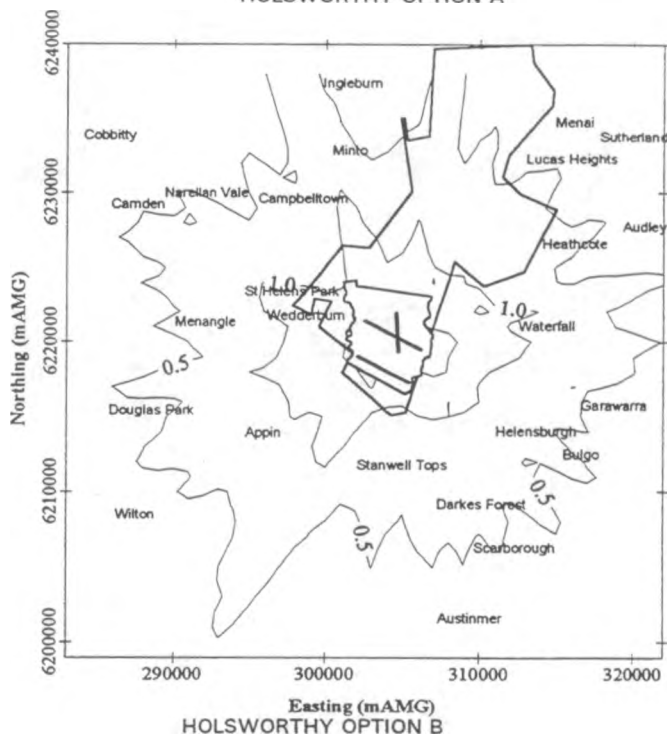 HOLSWORTHY OPTION A
6240000
Ingleburn
Menai
Cobbitty
Sutherland
Minto
Lucas Heights
6230000
Narellan Vale
Campbelltown
Camden
Audley
Heathcote
1.0
St Helens Park
1.0
Wedderburn
Menangle
Waterfall
6220000
0.5
Northing (mAMG)
Douglas Park
Garawarra
Appin
Helensburgh
Bulgo
Stanwell Tops
0.5
6210000
Wilton
Darkes Forest
0.5
Scarborough
Austinmer
6200000
290000
300000
310000
320000
Easting (mAMG)
HOLSWORTHY OPTION B